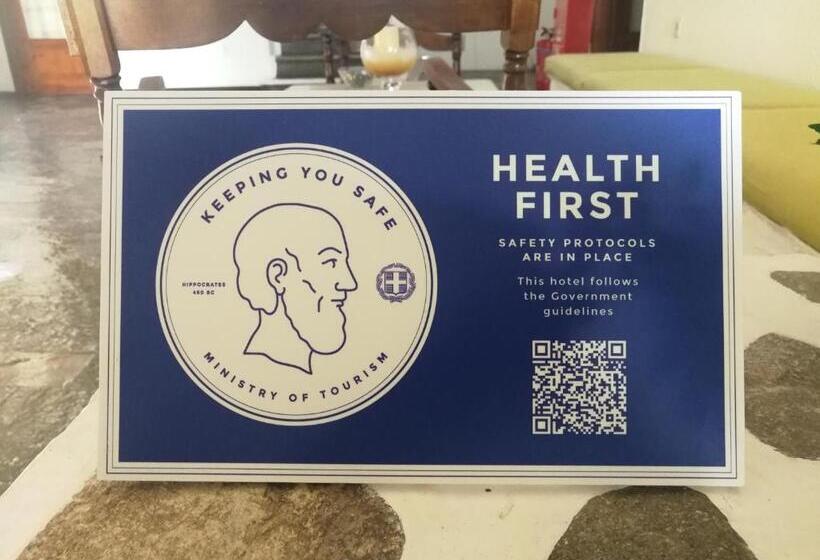 KEEPING YOU SAFE
HIPPOCRATES
460 BC
MINISTRY OF TOURISM
HEALTH
FIRST
SAFETY PROTOCOLS
ARE IN PLACE
This hotel follows
the Government
guidelines